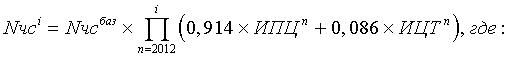 Nчс^i = Nчс^баз × ∏_{n=2012}^{i} (0,914 × ИПЦ^n + 0,086 × ИЦТ^n), где :